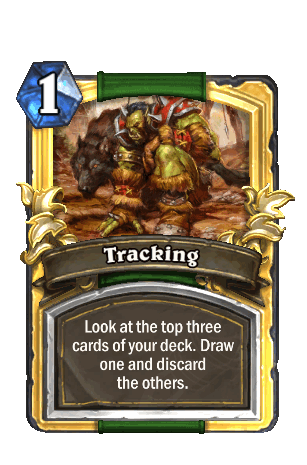 1
Tracking
Look at the top three
cards of your deck. Draw
one and discard
the others.